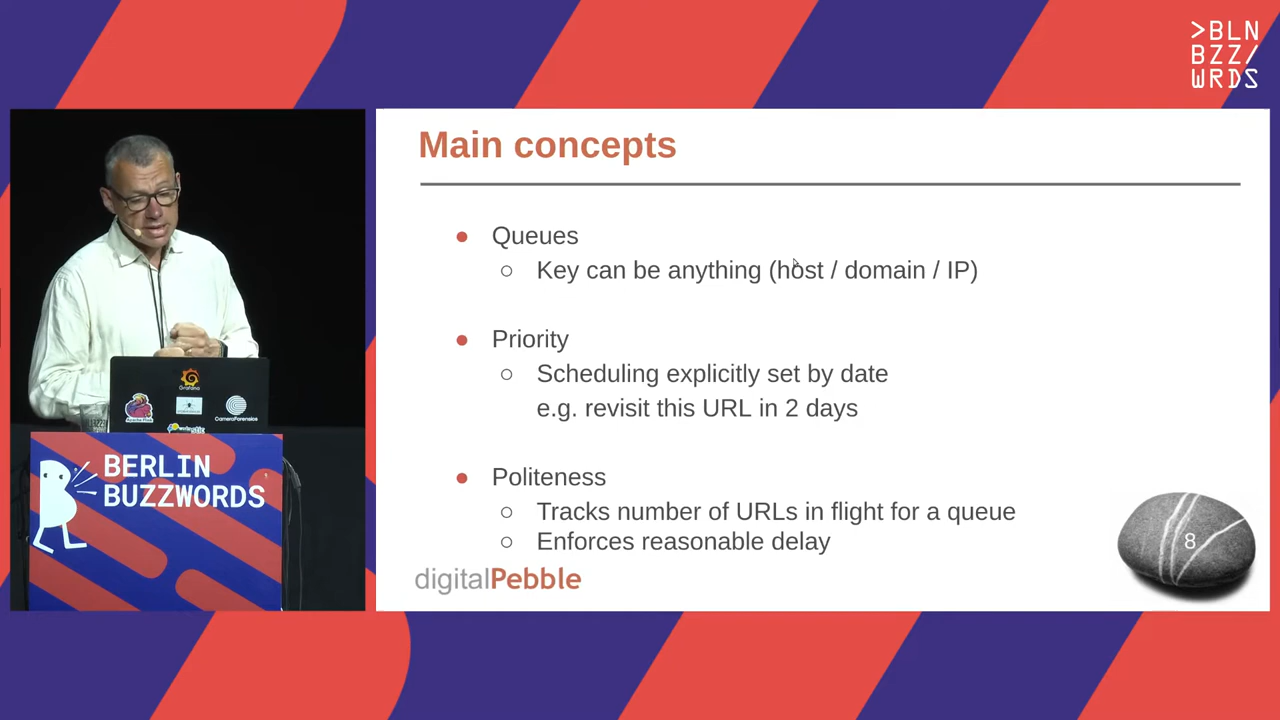 >BLN
BZZ/
WRDS
Main concepts
Queues
Key can be anything (host / domain / IP)
Priority
Scheduling explicitly set by date
e.g. revisit this URL in 2 days
Politeness
Tracks number of URLs in flight for a queue
Enforces reasonable delay
digitalPebble
8
Grafana
CameraForensics
BERLIN
BUZZWORDS